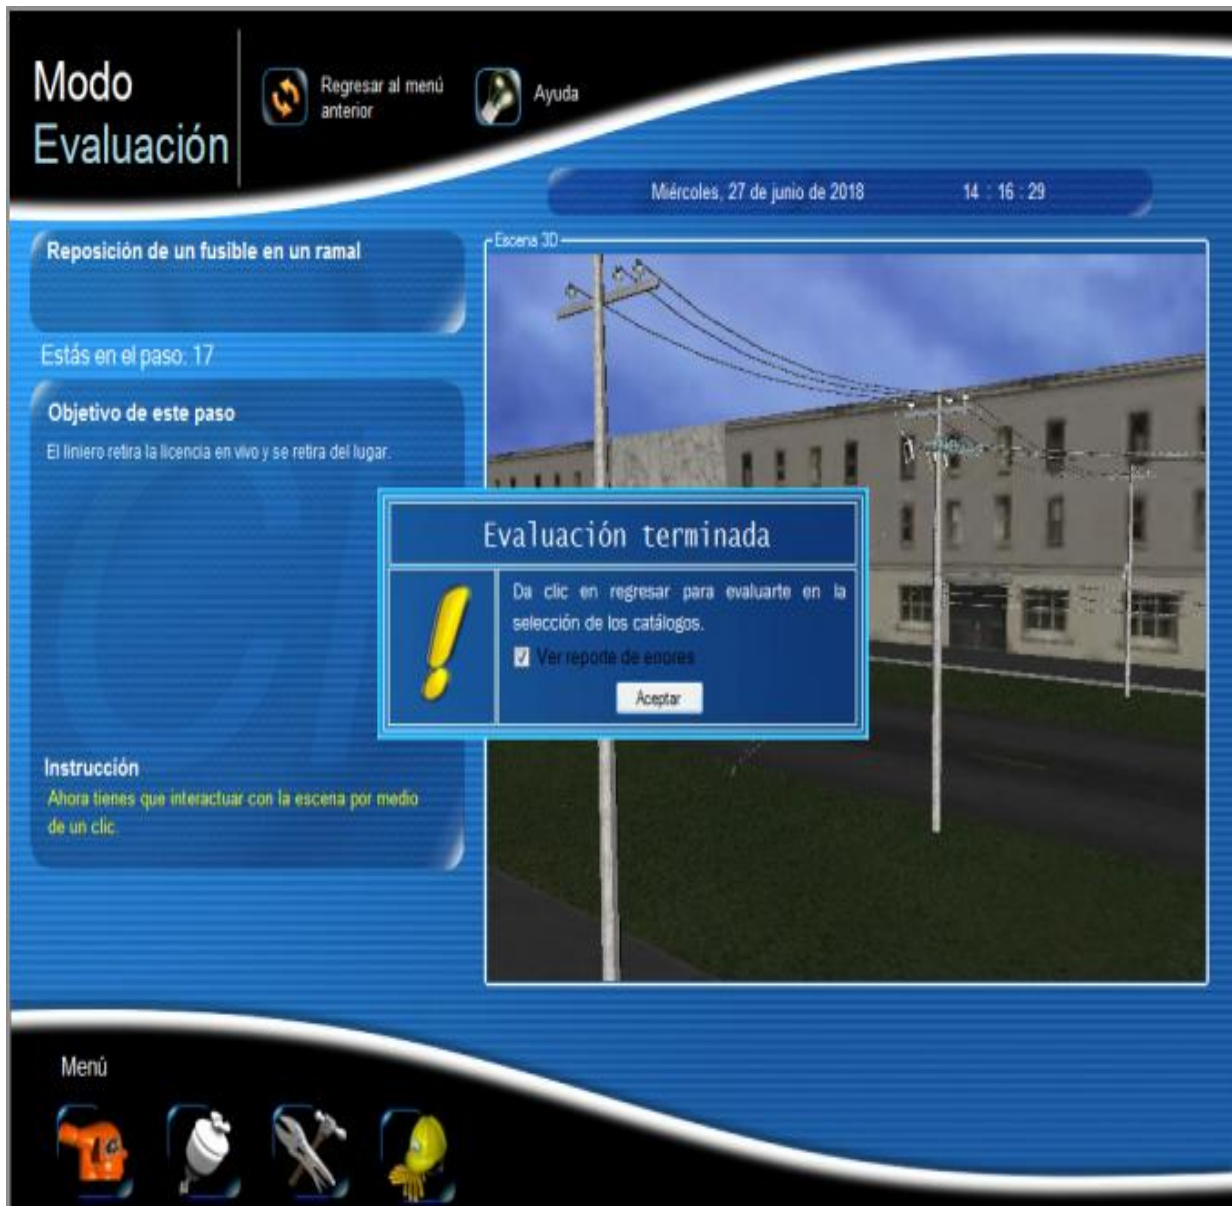 Modo
Evaluación
Regresar al menú
anterior
Ayuda
Miércoles, 27 de junio de 2018 14 : 16 : 29
Reposición de un fusible en un ramal
Estás en el paso: 17
Objetivo de este paso
El liniero retira la licencia en vivo y se retira del lugar.
Escena 3D
Evaluación terminada
Da clic en regresar para evaluarte en la
selección de los catálogos.
Ver reporte de errores
Aceptar
Instrucción
Ahora tienes que interactuar con la escena por medio
de un clic.
Menú